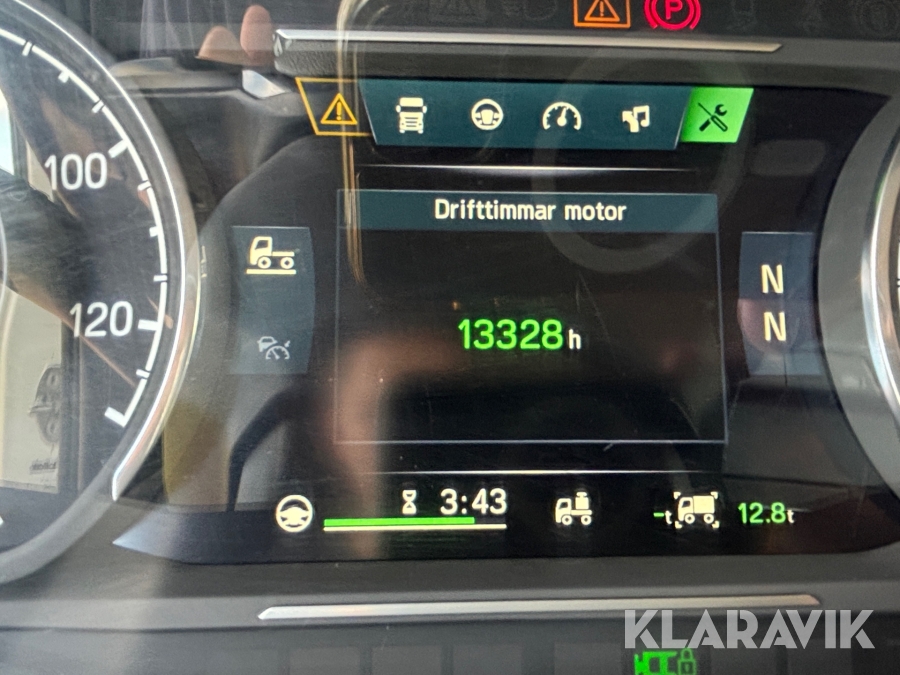 P
100
120
Drifttimmar motor
13328 h
N
N
3:43
-t
12.8t
KLARAVIK